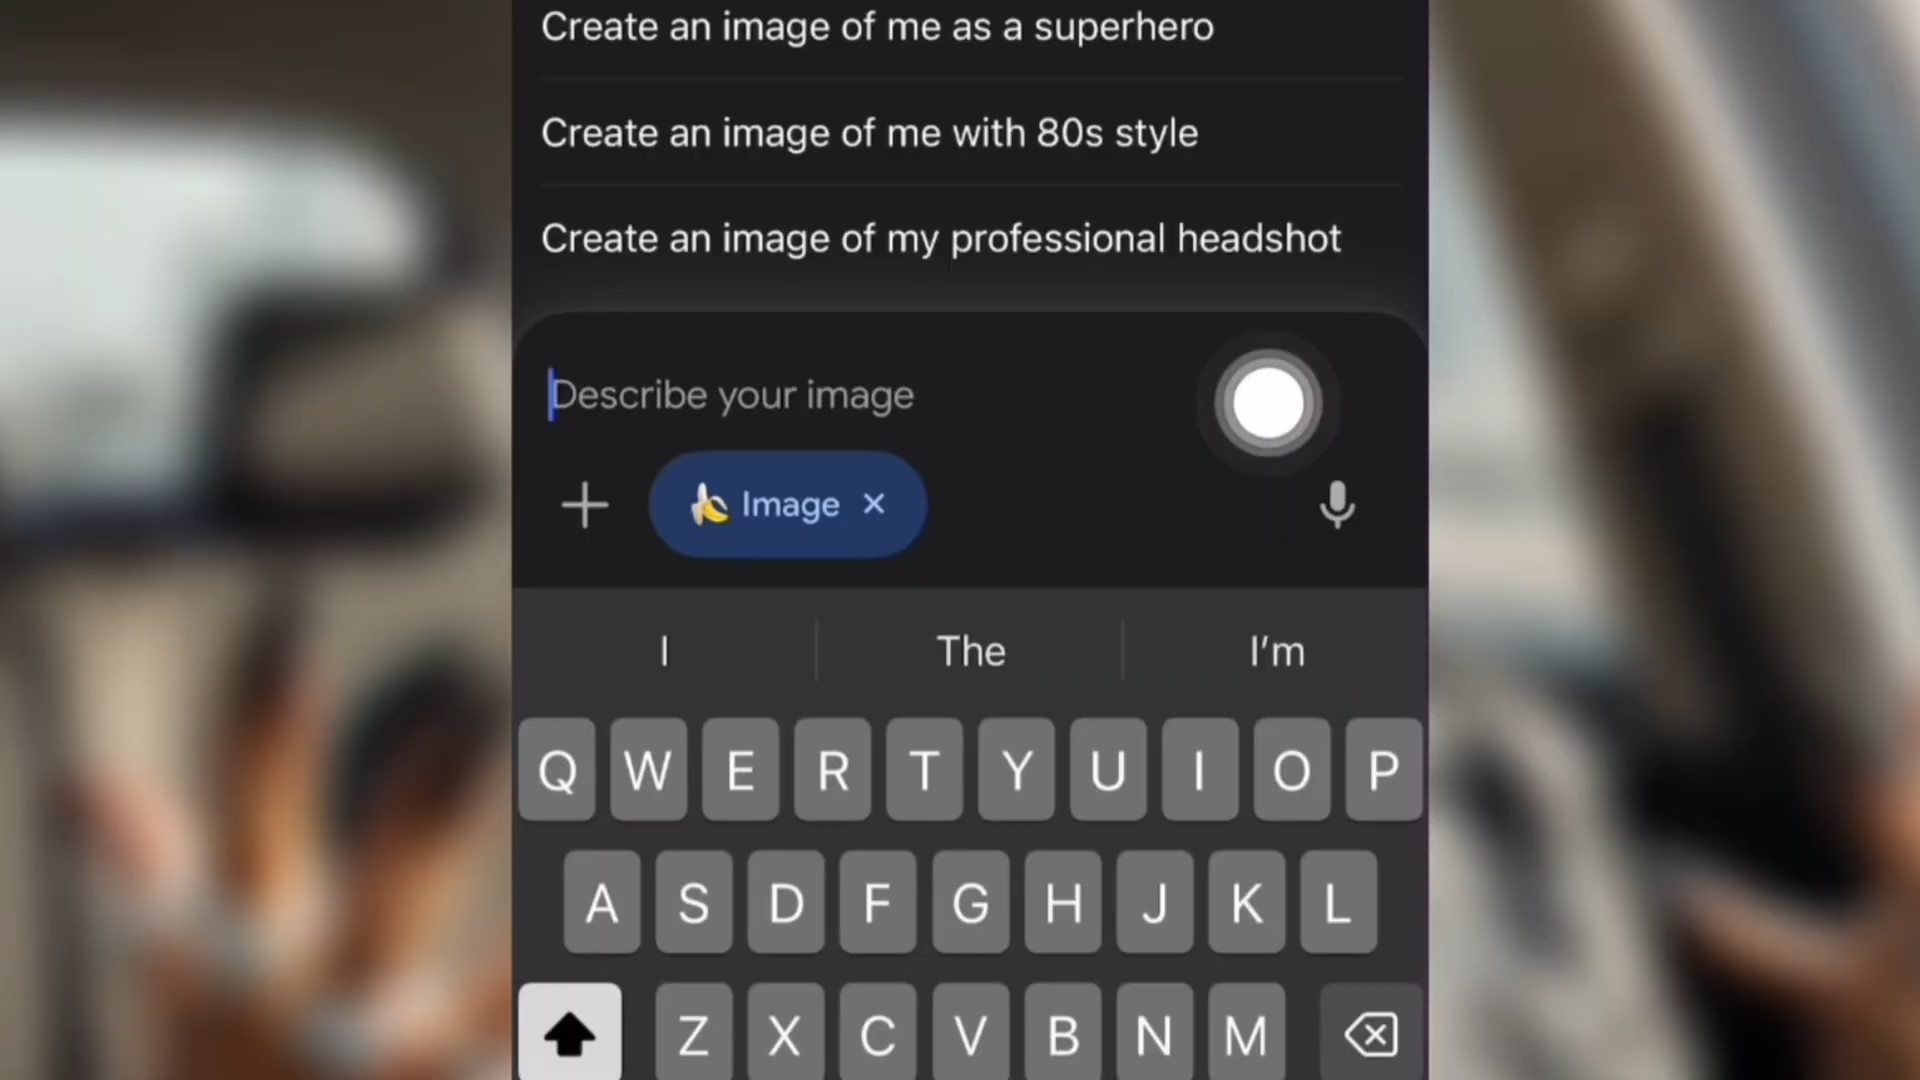 Create an image of me as a superhero
Create an image of me with 80s style
Create an image of my professional headshot
Describe your image
Image
I The I’m
Q W E R T Y U I O P
A S D F G H J K L
Z X C V B N M